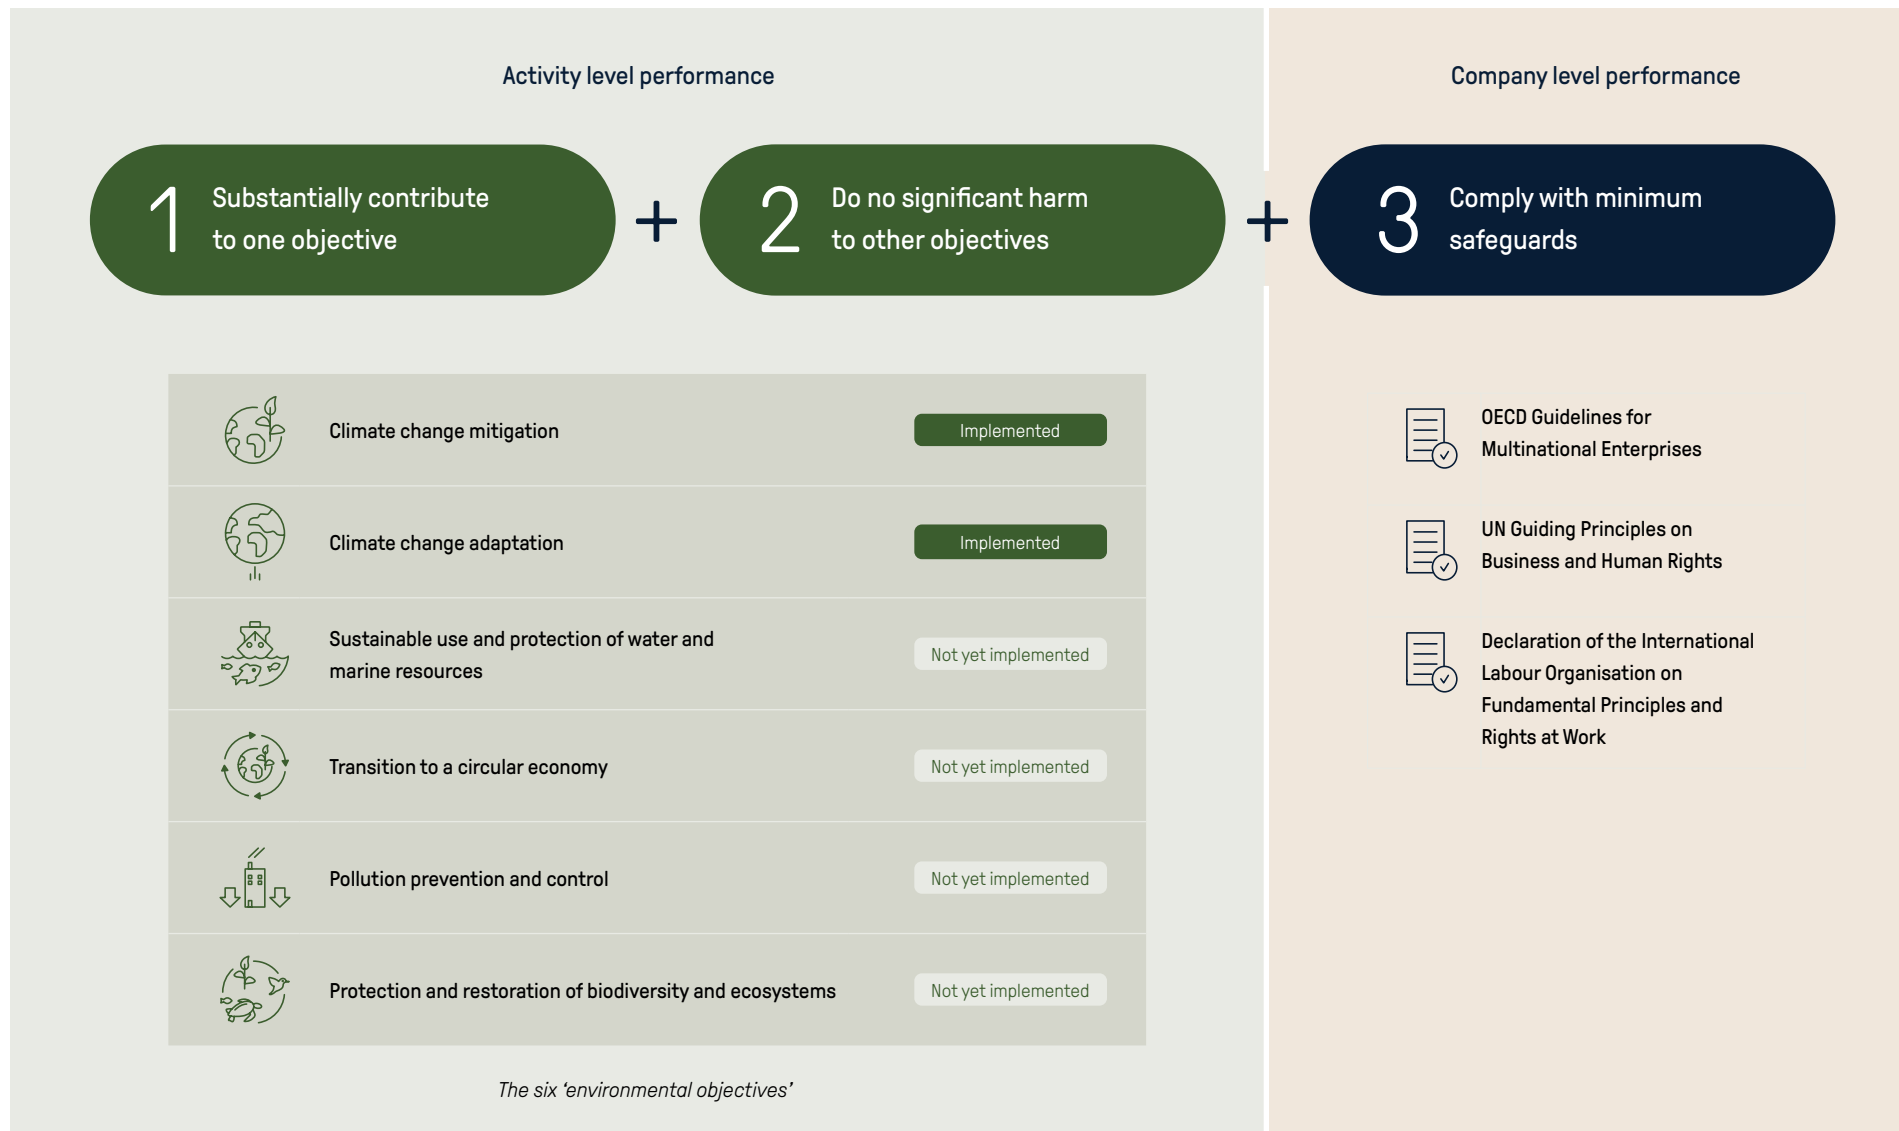 Activity level performance
Company level performance
1
Substantially contribute
to one objective
+
2
Do no significant harm
to other objectives
+
3
Comply with minimum
safeguards
Climate change mitigation
Implemented
Climate change adaptation
Implemented
Sustainable use and protection of water and
marine resources
Not yet implemented
Transition to a circular economy
Not yet implemented
Pollution prevention and control
Not yet implemented
Protection and restoration of biodiversity and ecosystems
Not yet implemented
The six ‘environmental objectives’
OECD Guidelines for
Multinational Enterprises
UN Guiding Principles on
Business and Human Rights
Declaration of the International
Labour Organisation on
Fundamental Principles and
Rights at Work